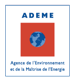 ADEME
Agence de l'Environnement
et de la Maîtrise de l'Energie